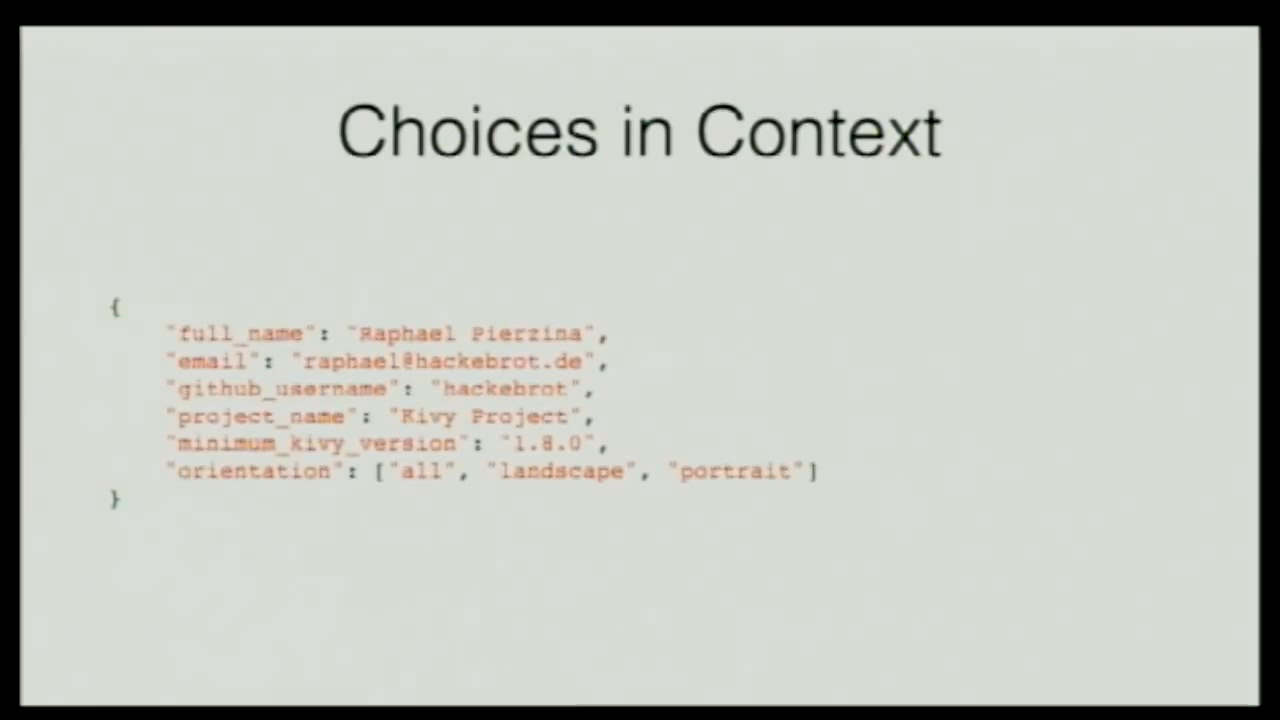 Choices in Context
{
"full_name": "Raphael Pierzina",
"email": "raphael@hackebrot.de",
"github_username": "hackebrot",
"project_name": "Kivy Project",
"minimum_kivy_version": "1.8.0",
"orientation": ["all", "landscape", "portrait"]
}